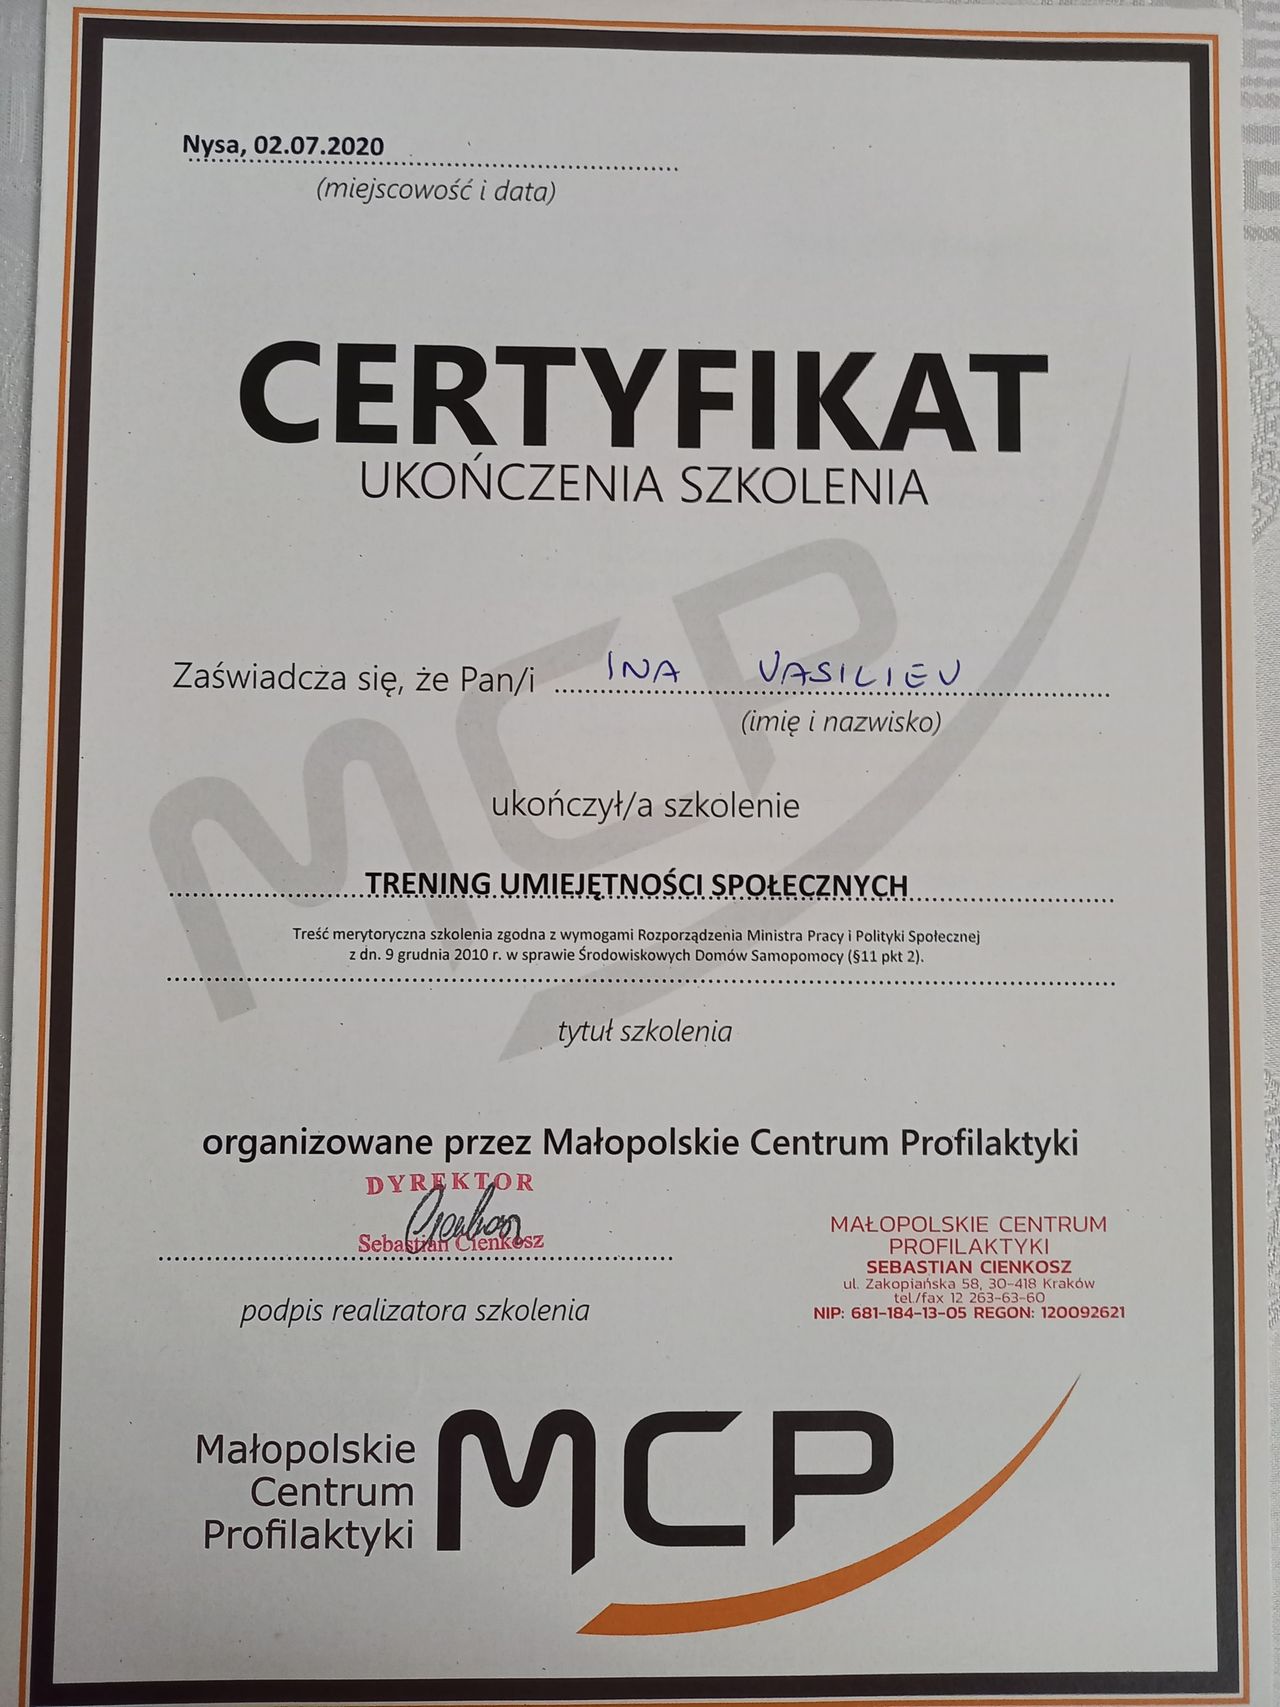 Nysa, 02.07.2020
(miejscowość i data)
CERTYFIKAT
UKOŃCZENIA SZKOLENIA
Zaświadcza się, że Pan/i INA VASILIEV
(imię i nazwisko)
ukończył/a szkolenie
TRENING UMIEJĘTNOŚCI SPOŁECZNYCH
Treść merytoryczna szkolenia zgodna z wymogami Rozporządzenia Ministra Pracy i Polityki Społecznej
z dn. 9 grudnia 2010 r. w sprawie Środowiskowych Domów Samopomocy (§11 pkt 2).
tytuł szkolenia
MCP
organizowane przez Małopolskie Centrum Profilaktyki
DYREKTOR
Sebastian Cienkosz
podpis realizatora szkolenia
MAŁOPOLSKIE CENTRUM
PROFILAKTYKI
SEBASTIAN CIENKOSZ
ul. Zakopiańska 58, 30-418 Kraków
tel./fax 12 263-63-60
NIP: 681-184-13-05 REGON: 120092621
Małopolskie
Centrum
Profilaktyki
MCP